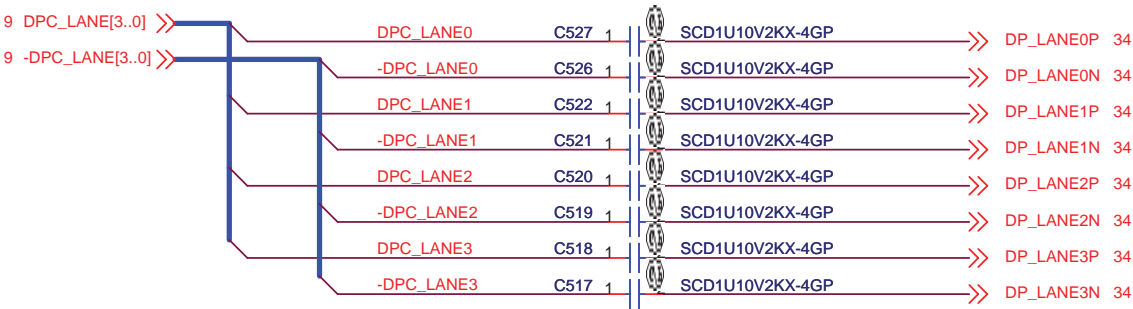 9 DPC_LANE[3..0]
9 -DPC_LANE[3..0]
DPC_LANE0 C527 1 SCD1U10V2KX-4GP DP_LANE0P 34
-DPC_LANE0 C526 1 SCD1U10V2KX-4GP DP_LANE0N 34
DPC_LANE1 C522 1 SCD1U10V2KX-4GP DP_LANE1P 34
-DPC_LANE1 C521 1 SCD1U10V2KX-4GP DP_LANE1N 34
DPC_LANE2 C520 1 SCD1U10V2KX-4GP DP_LANE2P 34
-DPC_LANE2 C519 1 SCD1U10V2KX-4GP DP_LANE2N 34
DPC_LANE3 C518 1 SCD1U10V2KX-4GP DP_LANE3P 34
-DPC_LANE3 C517 1 SCD1U10V2KX-4GP DP_LANE3N 34